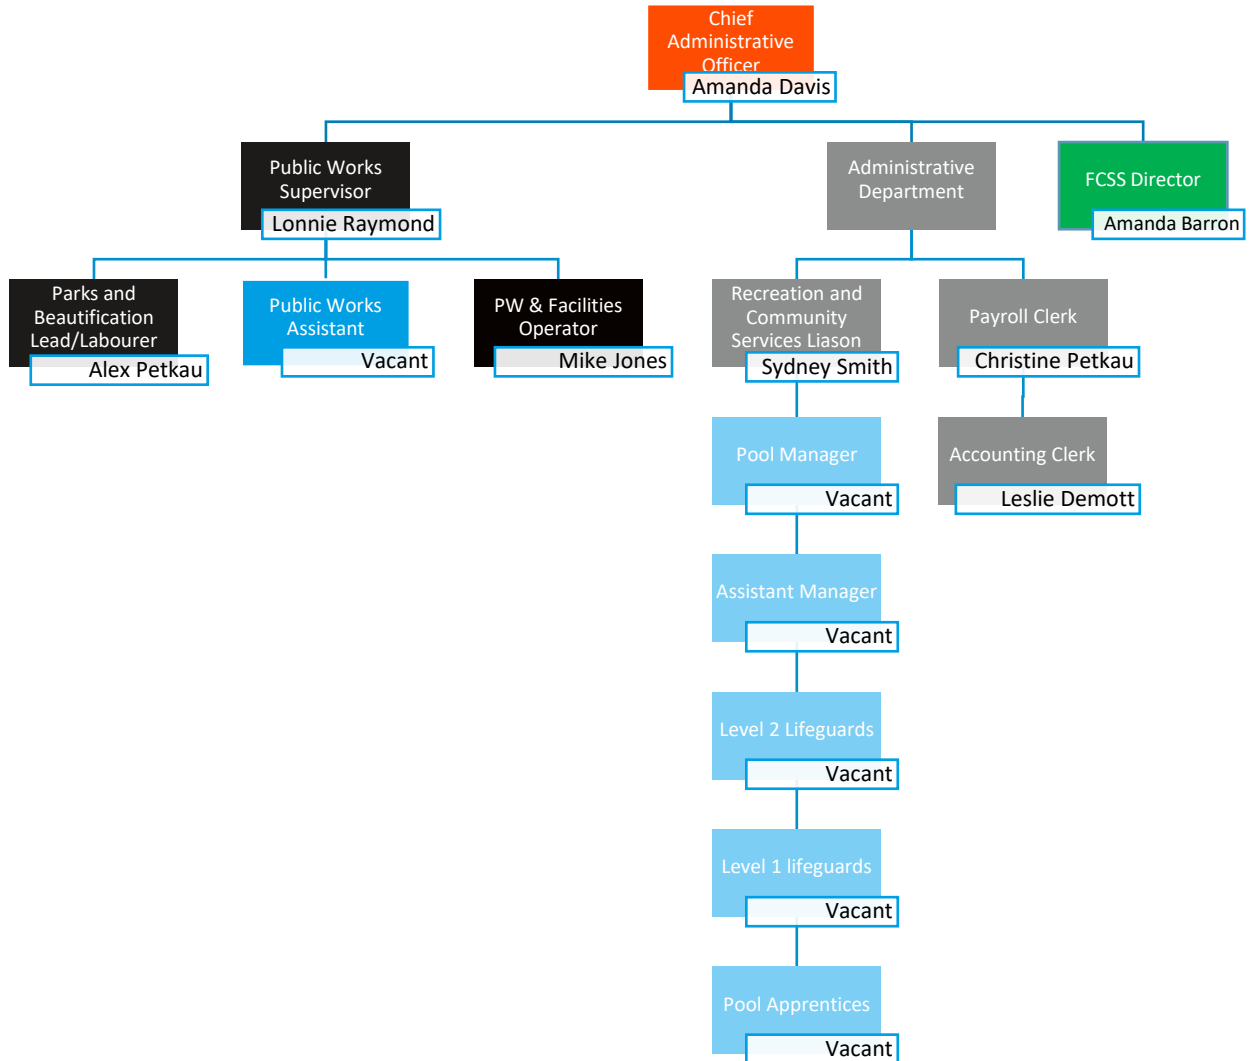 Chief
Administrative
Officer
Amanda Davis
Public Works
Supervisor
Lonnie Raymond
Administrative
Department
FCSS Director
Amanda Barron
Parks and
Beautification
Lead/Labourer
Alex Petkau
Public Works
Assistant
Vacant
PW & Facilities
Operator
Mike Jones
Recreation and
Community
Services Liason
Sydney Smith
Payroll Clerk
Christine Petkau
Pool Manager
Vacant
Accounting Clerk
Leslie Demott
Assistant Manager
Vacant
Level 2 Lifeguards
Vacant
Level 1 lifeguards
Vacant
Pool Apprentices
Vacant